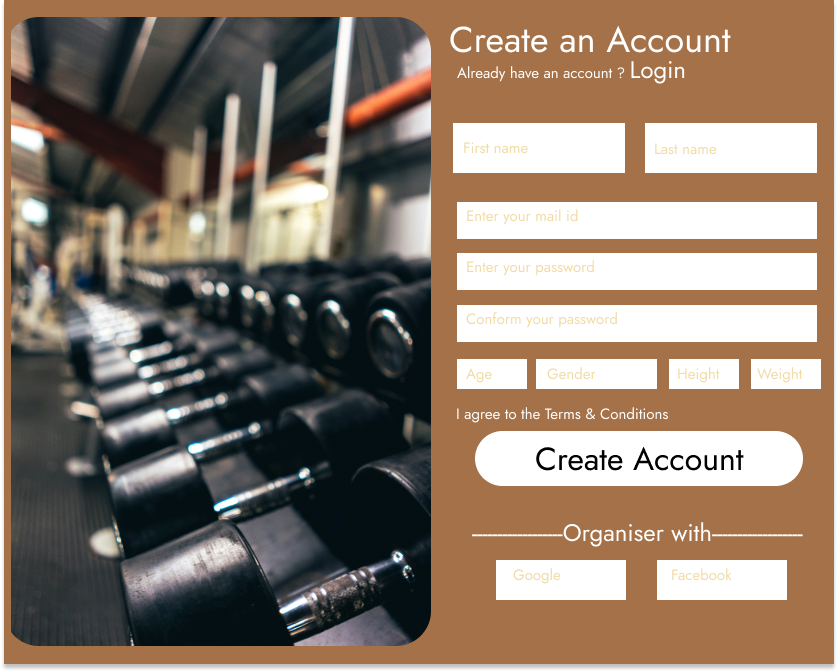 Create an Account
Already have an account ? Login
First name
Last name
Enter your mail id
Enter your password
Conform your password
Age Gender Height Weight
I agree to the Terms & Conditions
Create Account
-----------------Organiser with-----------------
Google Facebook